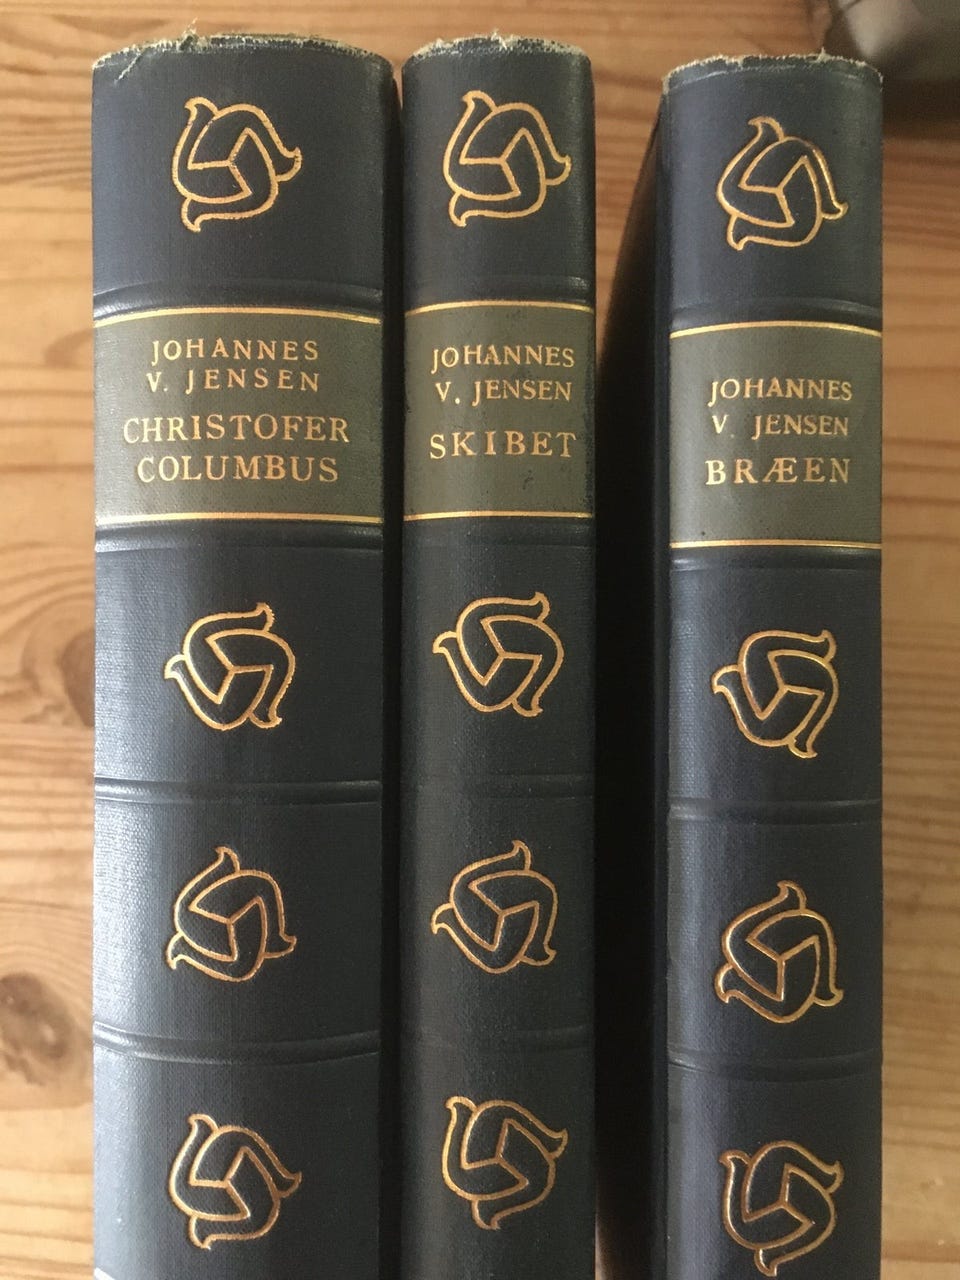 JOHANNES
V. JENSEN
CHRISTOFER
COLUMBUS
JOHANNES
V. JENSEN
SKIBET
JOHANNES
V. JENSEN
BRÆEN